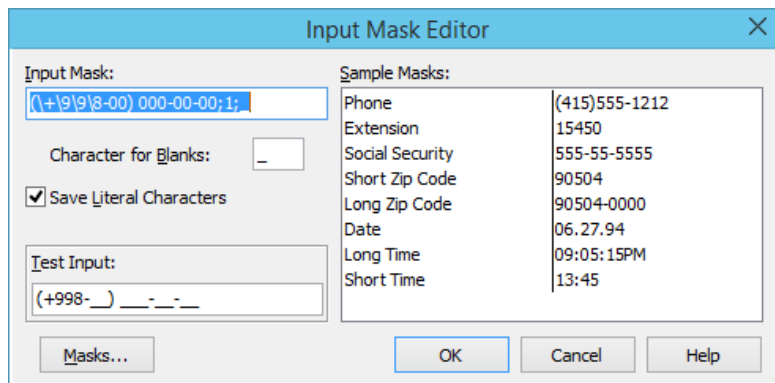 Input Mask Editor
Input Mask:
(\+\9\9\8-00) 000-00-00;1;_
Character for Blanks:
_
Save Literal Characters
Test Input:
(+998-__) ___-__-__
Masks...
Sample Masks:
Phone (415)555-1212
Extension 15450
Social Security 555-55-5555
Short Zip Code 90504
Long Zip Code 90504-0000
Date 06.27.94
Long Time 09:05:15PM
Short Time 13:45
OK
Cancel
Help